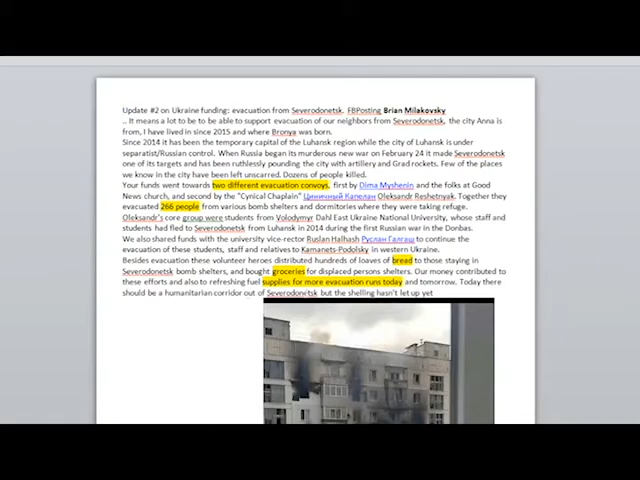 Update #2 on Ukraine funding: evacuation from Severodonetsk. FBPosting Brian Milakovsky
.. It means a lot to be to be able to support evacuation of our neighbors from Severodonetsk, the city Anna is
from, I have lived in since 2015 and where Bronya was born.
Since 2014 it has been the temporary capital of the Luhansk region while the city of Luhansk is under
separatist/Russian control. When Russia began its murderous new war on February 24 it made Severodonetsk
one of its targets and has been ruthlessly pounding the city with artillery and Grad rockets. Few of the places
we know in the city have been left unscarred. Dozens of people killed.
Your funds went towards two different evacuation convoys, first by Dima Myshenin and the folks at Good
News church, and second by the "Cynical Chaplain" Циничный Капелан Oleksandr Reshetnyak. Together they
evacuated 266 people from various bomb shelters and dormitories where they were taking refuge.
Oleksandr's core group were students from Volodymyr Dahl East Ukraine National University, whose staff and
students had fled to Severodonetsk from Luhansk in 2014 during the first Russian war in the Donbas.
We also shared funds with the university vice-rector Ruslan Halhash Руслан Галгаш to continue the
evacuation of these students, staff and relatives to Kamanets-Podolsky in western Ukraine.
Besides evacuation these volunteer heroes distributed hundreds of loaves of bread to those staying in
Severodonetsk bomb shelters, and bought groceries for displaced persons shelters. Our money contributed to
these efforts and also to refreshing fuel supplies for more evacuation runs today and tomorrow. Today there
should be a humanitarian corridor out of Severodonetsk but the shelling hasn't let up yet